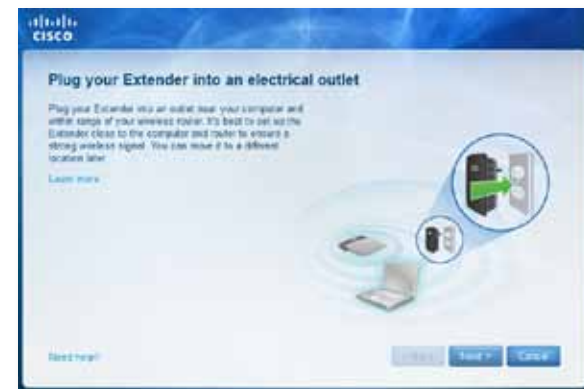 CISCO
Plug your Extender into an electrical outlet
Plug your Extender into an outlet near your computer and
within range of your wireless router. It's best to set up the
Extender close to the computer and router to ensure a
strong wireless signal. You can move it to a different
location later.
Learn more
Need help?
Next >
Cancel